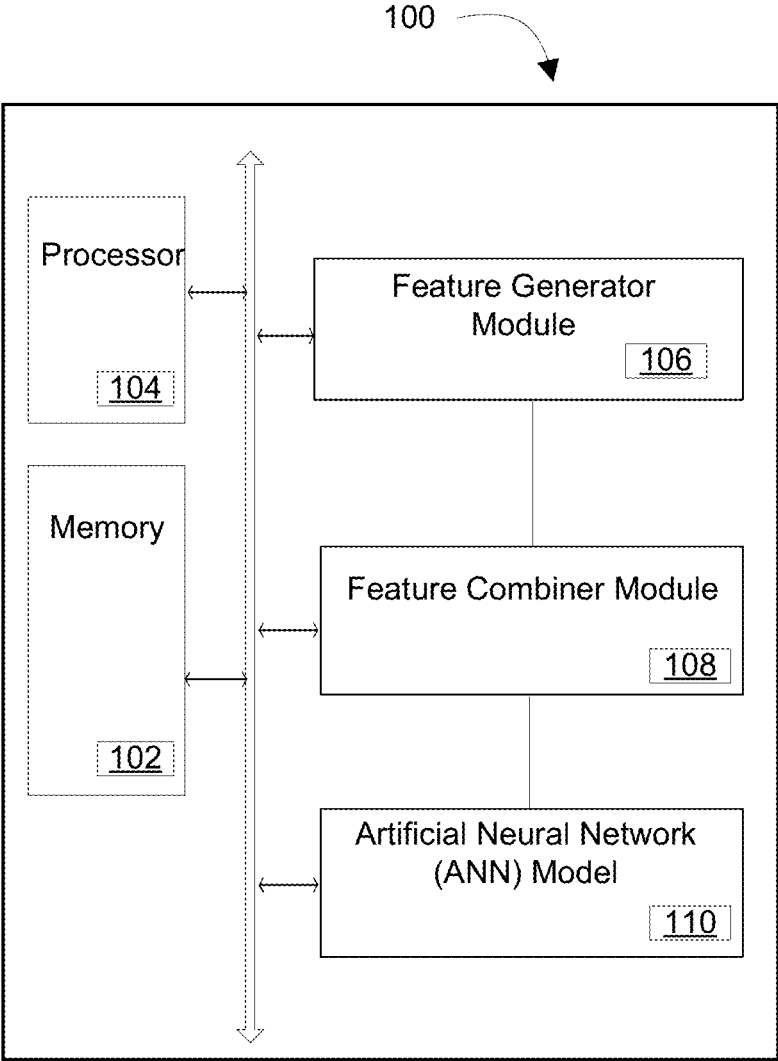 100
Processor
104
Feature Generator
Module
106
Memory
102
Feature Combiner Module
108
Artificial Neural Network
(ANN) Model
110